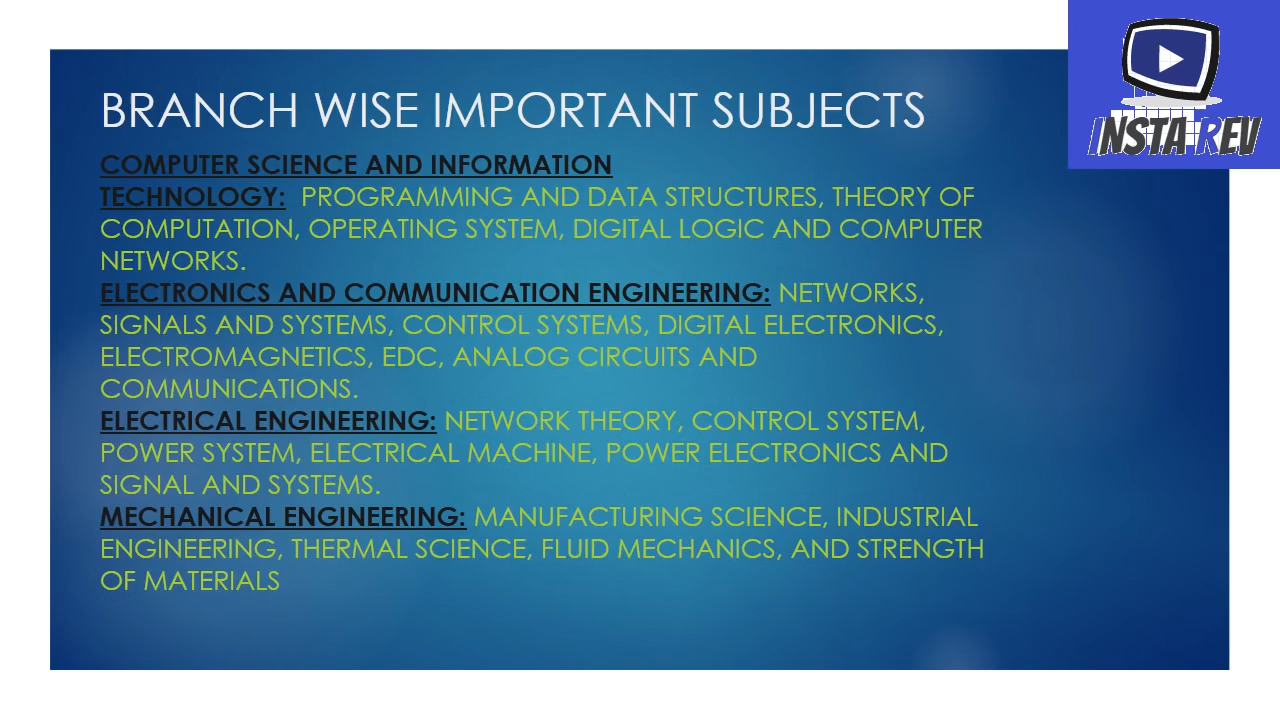 INSTA REV
BRANCH WISE IMPORTANT SUBJECTS
COMPUTER SCIENCE AND INFORMATION
TECHNOLOGY: PROGRAMMING AND DATA STRUCTURES, THEORY OF
COMPUTATION, OPERATING SYSTEM, DIGITAL LOGIC AND COMPUTER
NETWORKS.
ELECTRONICS AND COMMUNICATION ENGINEERING: NETWORKS,
SIGNALS AND SYSTEMS, CONTROL SYSTEMS, DIGITAL ELECTRONICS,
ELECTROMAGNETICS, EDC, ANALOG CIRCUITS AND
COMMUNICATIONS.
ELECTRICAL ENGINEERING: NETWORK THEORY, CONTROL SYSTEM,
POWER SYSTEM, ELECTRICAL MACHINE, POWER ELECTRONICS AND
SIGNAL AND SYSTEMS.
MECHANICAL ENGINEERING: MANUFACTURING SCIENCE, INDUSTRIAL
ENGINEERING, THERMAL SCIENCE, FLUID MECHANICS, AND STRENGTH
OF MATERIALS